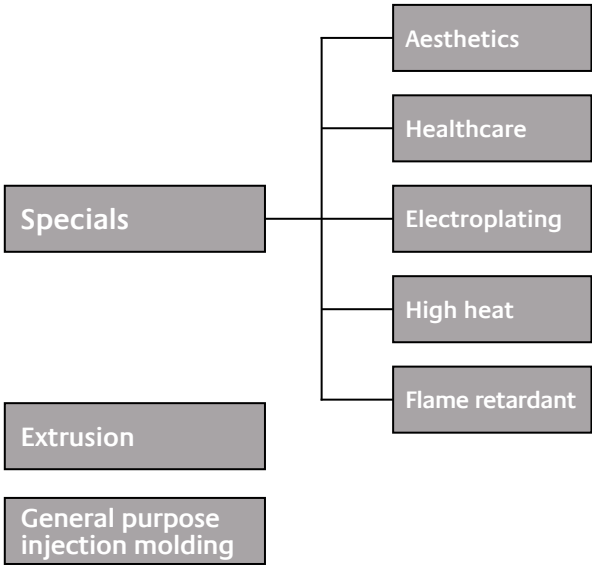 Aesthetics
Healthcare
Specials
Electroplating
High heat
Flame retardant
Extrusion
General purpose
injection molding